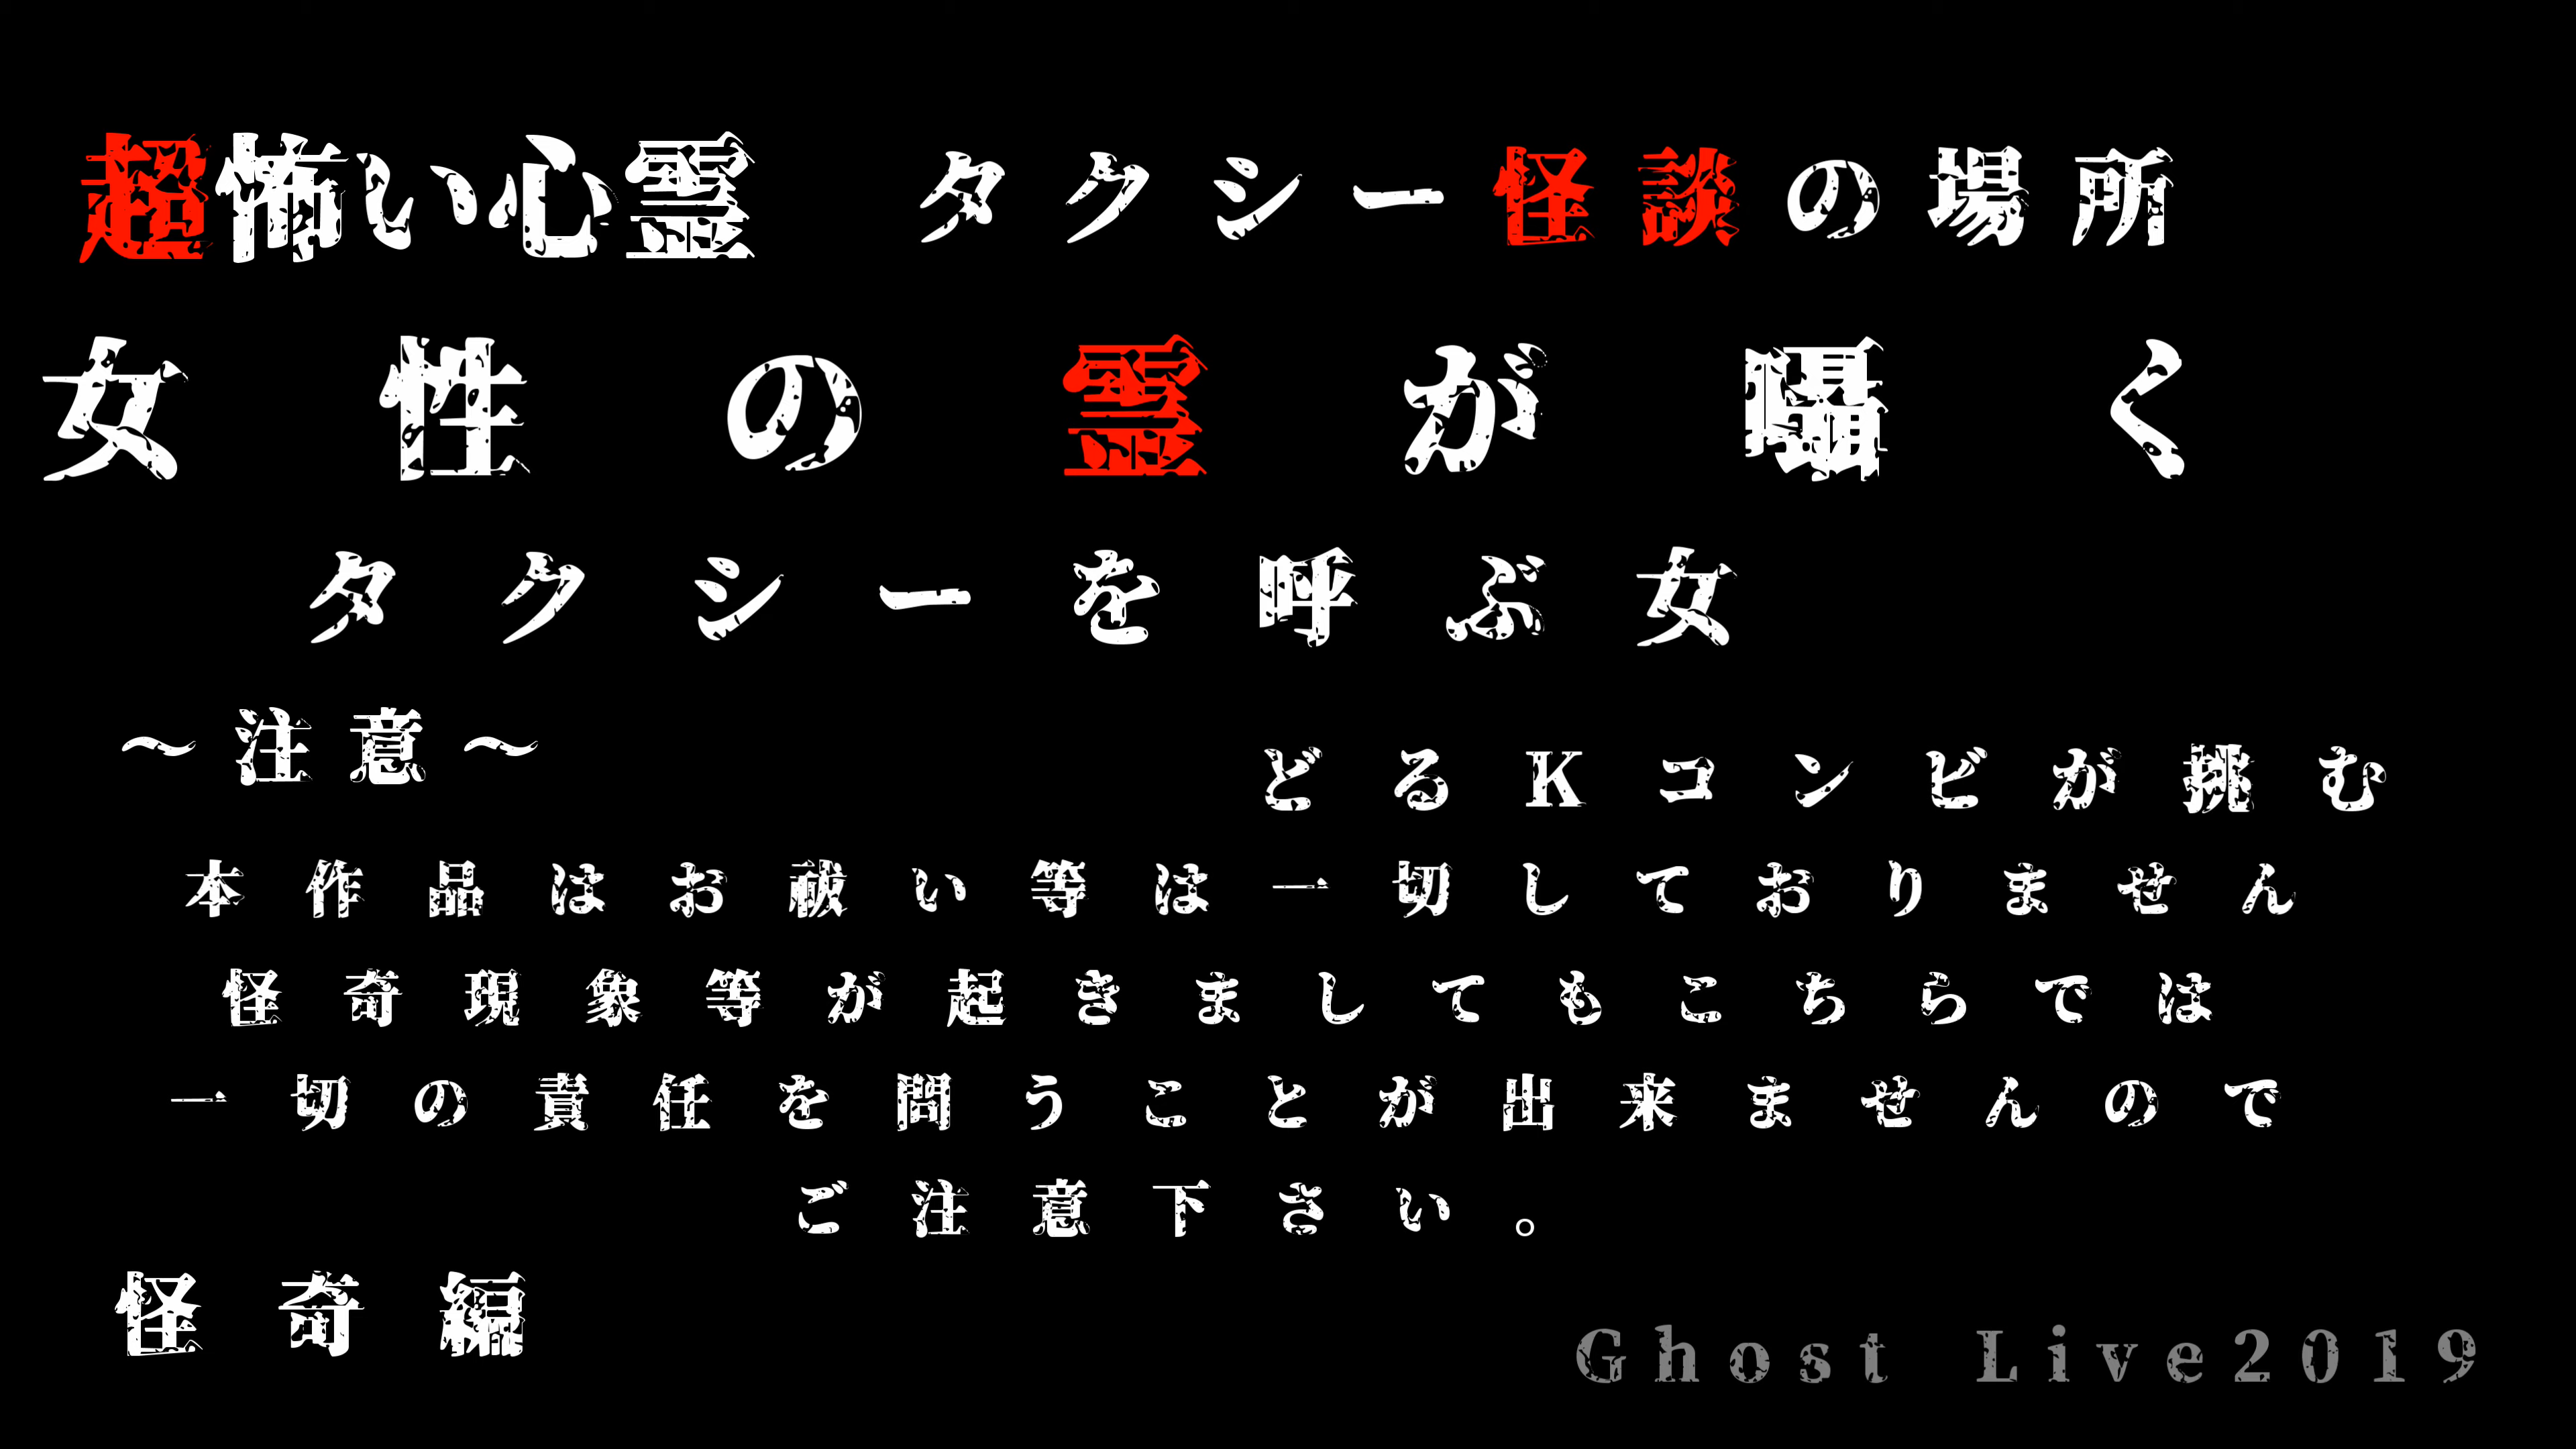 超怖い心霊　タクシー怪談の場所
女性の霊が囁く
タクシーを呼ぶ女
～注意～
どるKコンビが挑む
本作品はお祓い等は一切しておりません
怪奇現象等が起きましてもこちらでは
一切の責任を問うことが出来ませんので
ご注意下さい。
怪奇編
Ghost Live2019